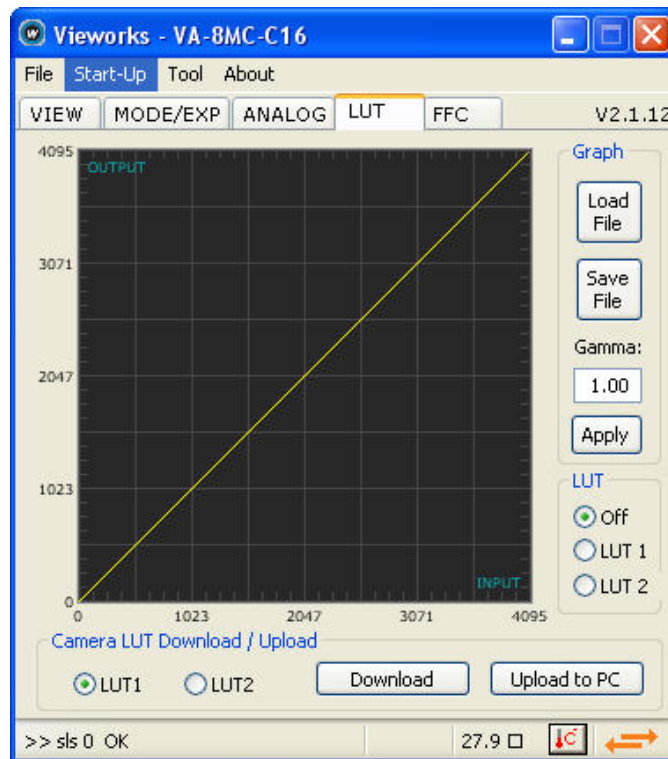 Vieworks - VA-8MC-C16
File Start-Up Tool About
VIEW MODE/EXP ANALOG LUT FFC V2.1.12
4095
OUTPUT
3071
2047
1023
0
INPUT
0 1023 2047 3071 4095
Graph
Load
File
Save
File
Gamma:
1.00
Apply
LUT
Off
LUT 1
LUT 2
Camera LUT Download / Upload
LUT1 LUT2 Download Upload to PC
>> sls 0 OK 27.9 □ C